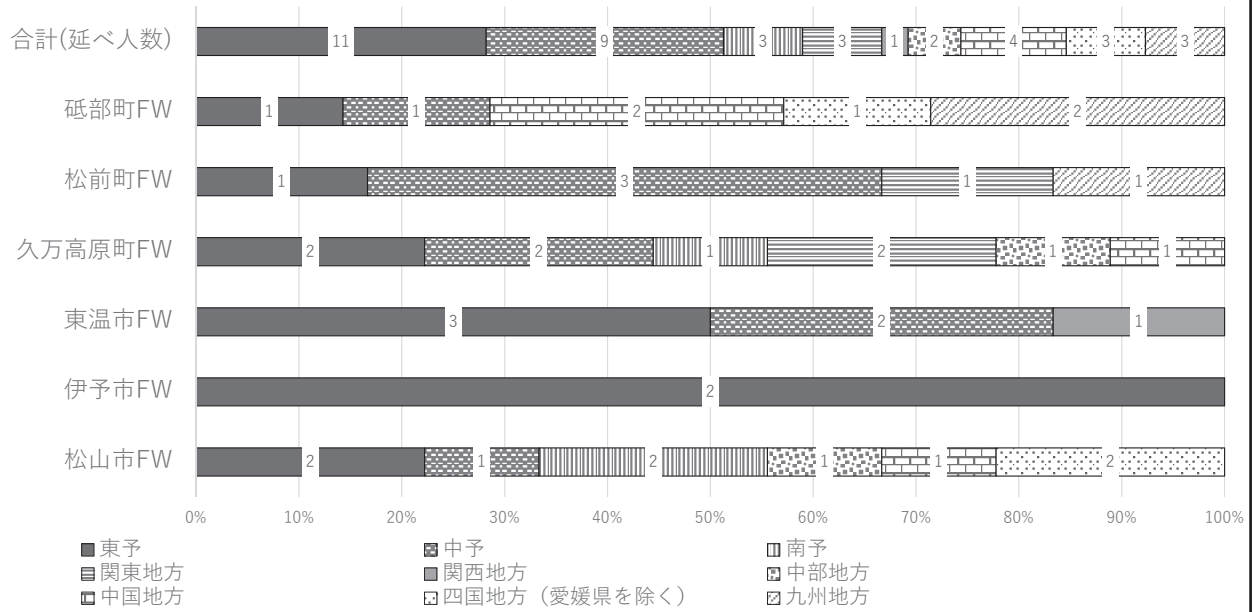 合計(延べ人数) 11 9 3 3 1 2 4 3 3
砥部町FW 1 1 2 1 2
松前町FW 1 3 1 1
久万高原町FW 2 2 1 2 1 1
東温市FW 3 2 1
伊予市FW 2
松山市FW 2 1 2 1 1 2
0% 10% 20% 30% 40% 50% 60% 70% 80% 90% 100%
東予 中予 南予
関東地方 関西地方 中部地方
中国地方 四国地方（愛媛県を除く） 九州地方